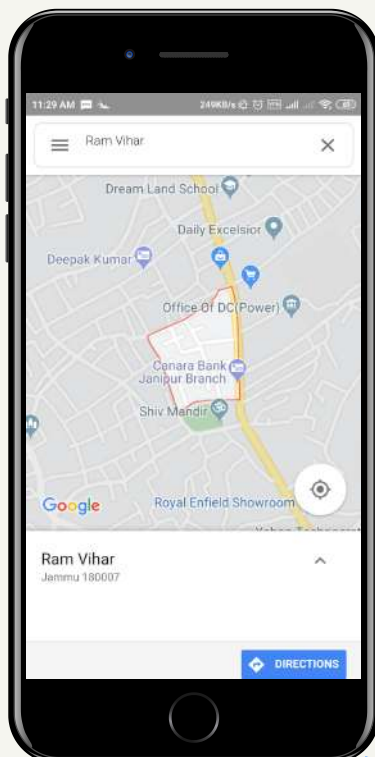 11:29 AM
249KB/s
Ram Vihar
Dream Land School
Daily Excelsior
Deepak Kumar
Office Of DC(Power)
Canara Bank
Janipur Branch
Shiv Mandir
Google
Royal Enfield Showroom
Ram Vihar
Jammu 180007
DIRECTIONS